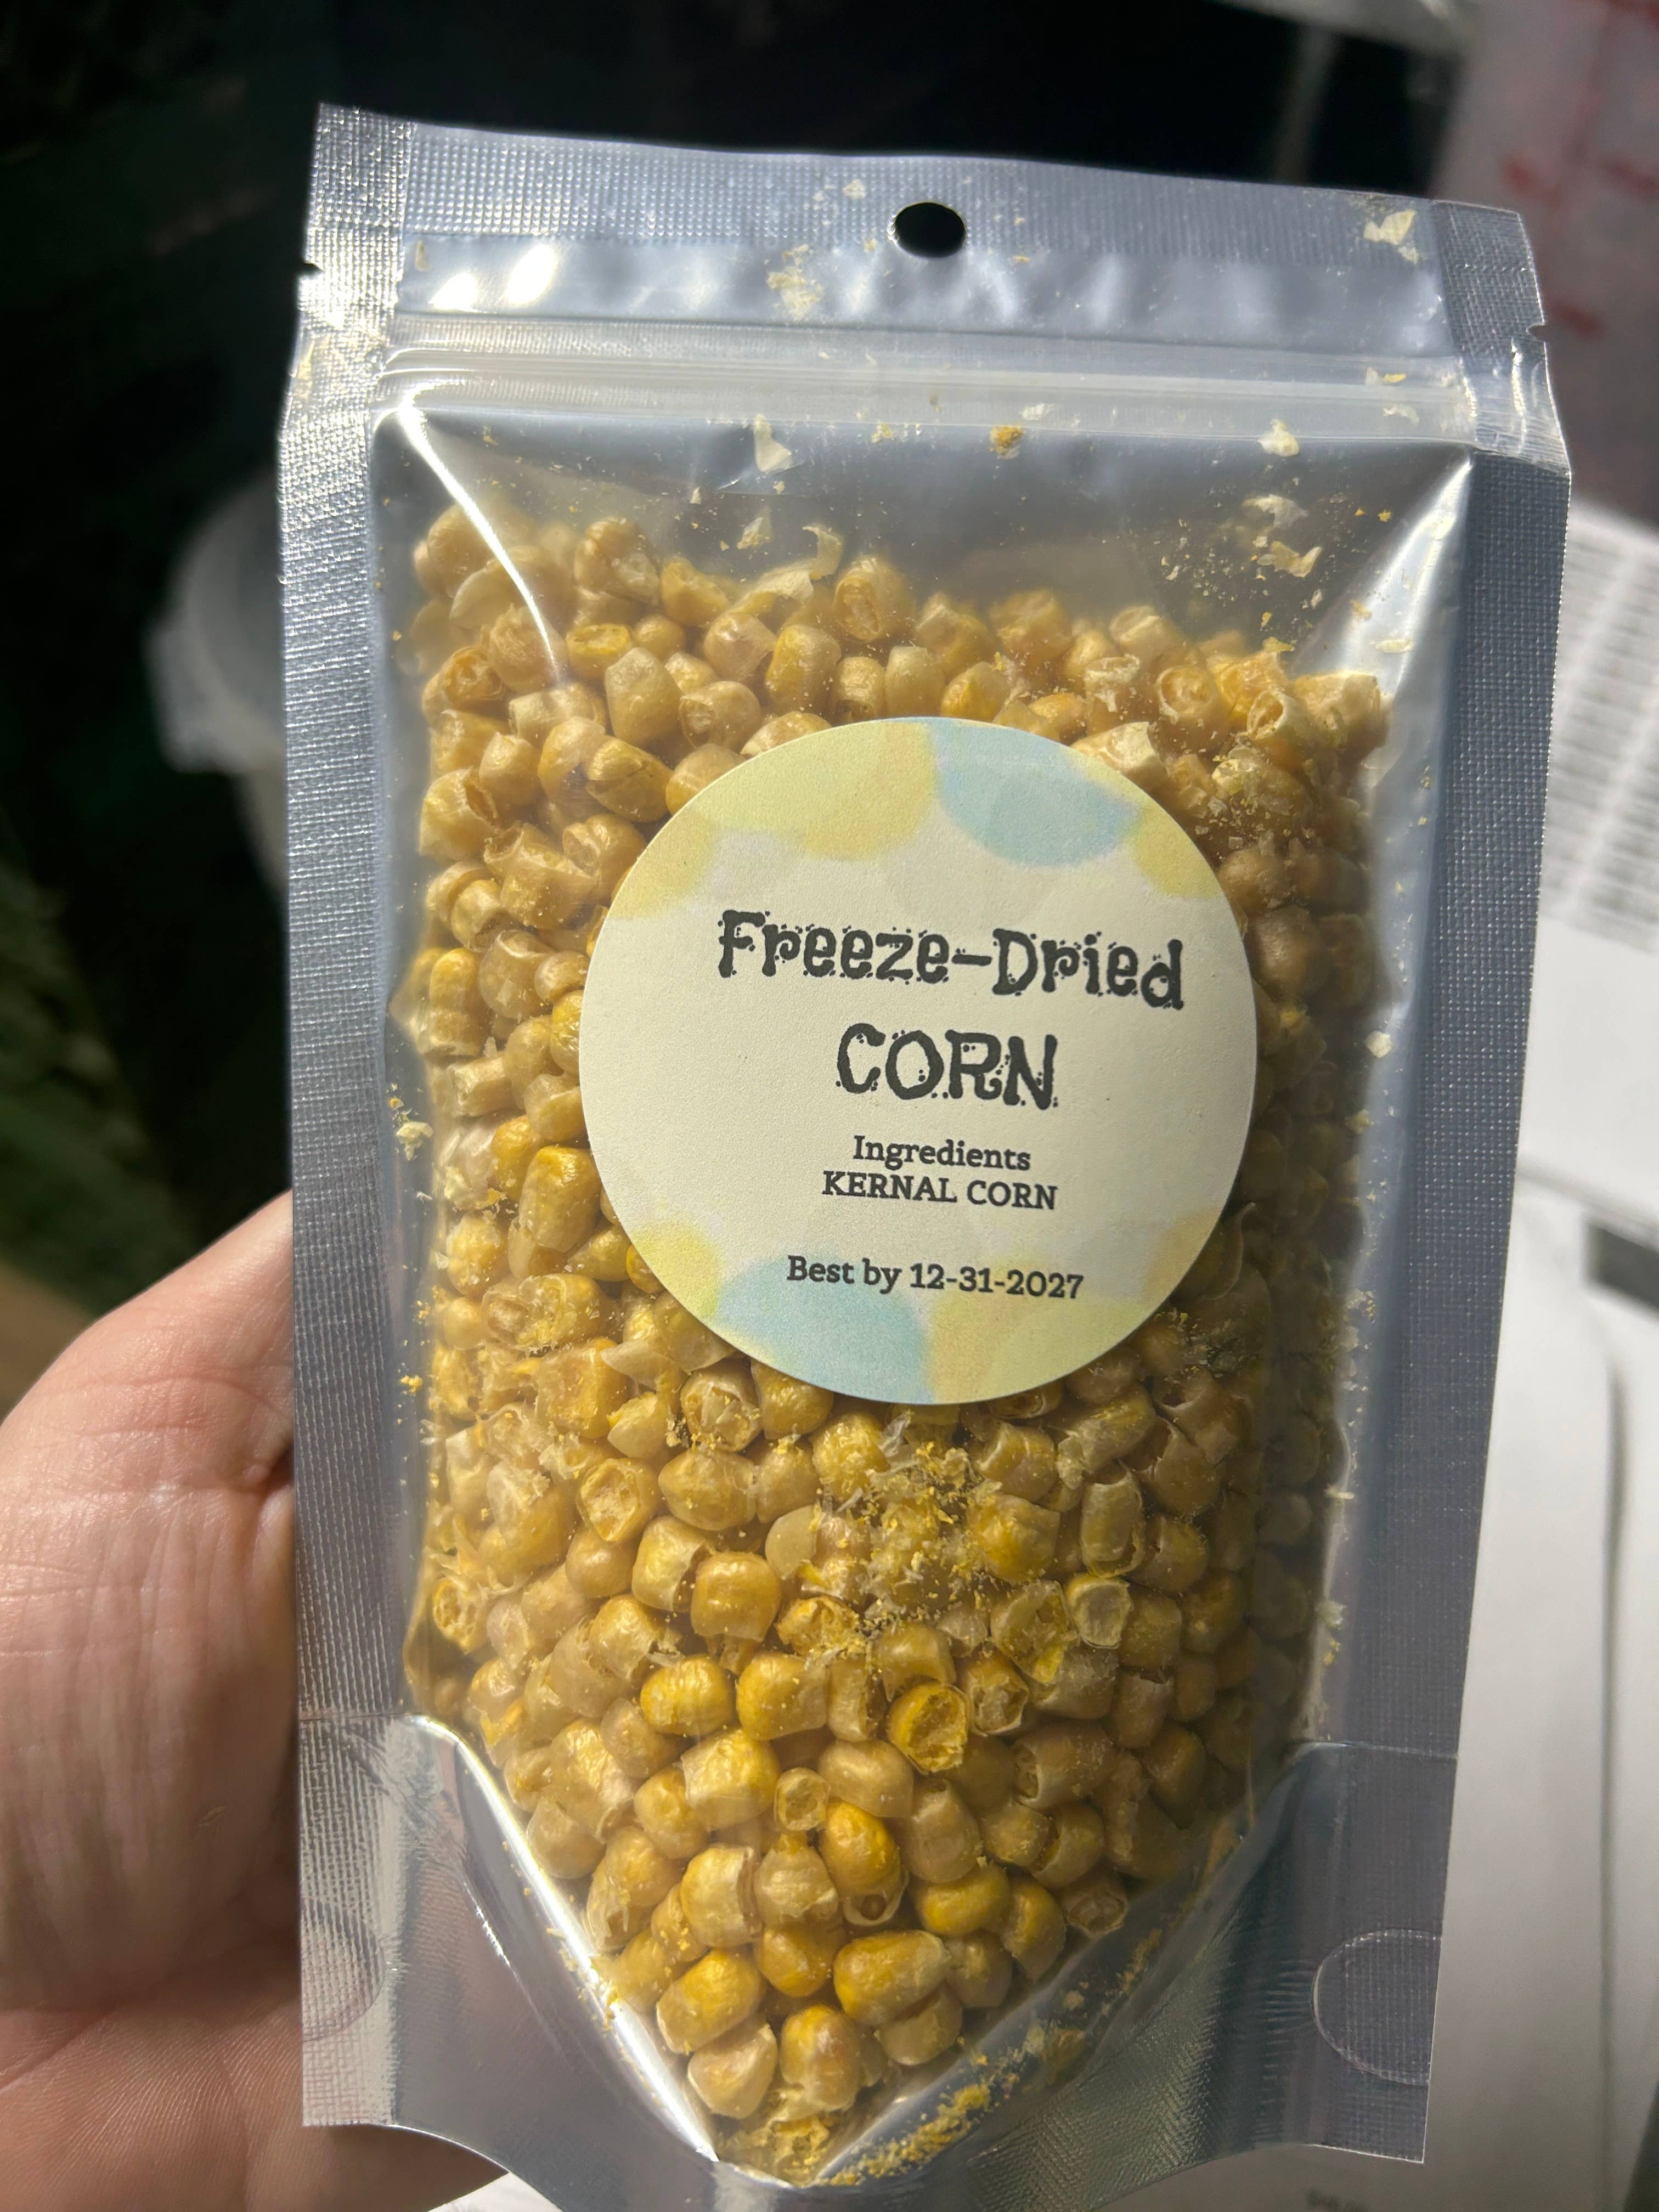 Freeze-Dried
CORN
Ingredients
KERNAL CORN
Best by 12-31-2027